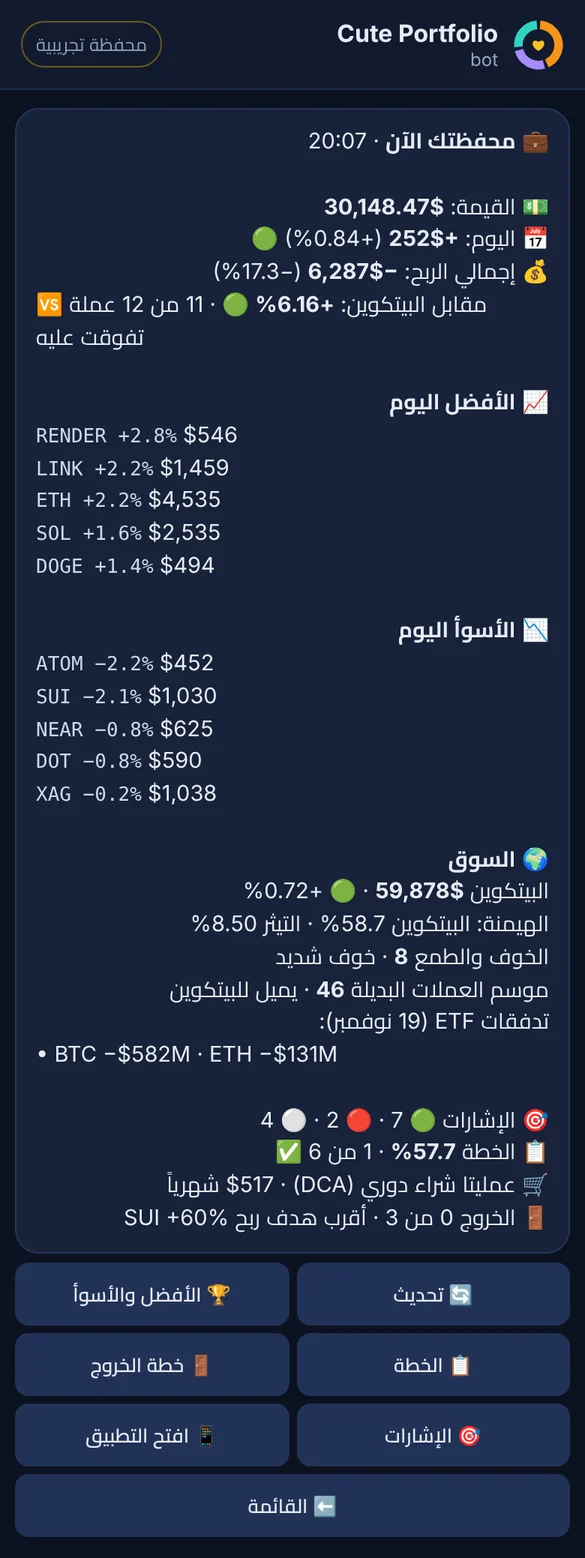 Cute Portfolio
bot
محفظة تجريبية
💼 محفظتك الآن · 20:07
💵 القيمة: 30,148.47$
📅 اليوم: +252$ (+0.84%) 🟢
💰 إجمالي الربح: −6,287$ (−17.3%)
🆚 مقابل البيتكوين: +6.16% 🟢 · 11 من 12 عملة
تفوقت عليه
📈 الأفضل اليوم
RENDER +2.8% $546
LINK +2.2% $1,459
ETH +2.2% $4,535
SOL +1.6% $2,535
DOGE +1.4% $494
📉 الأسوأ اليوم
ATOM −2.2% $452
SUI −2.1% $1,030
NEAR −0.8% $625
DOT −0.8% $590
XAG −0.2% $1,038
🌍 السوق
البيتكوين 59,878$ · 🟢 +0.72%
الهيمنة: البيتكوين 58.7% · التيثر 8.50%
الخوف والطمع 8 · خوف شديد
موسم العملات البديلة 46 · يميل للبيتكوين
تدفقات ETF (19 نوفمبر):
• BTC −$582M · ETH −$131M
🎯 الإشارات 🟢 7 · 🔴 2 · ⚪ 4
📋 الخطة 57.7% · 1 من 6 ✅
🛒 عمليتا شراء دوري (DCA) · 517$ شهرياً
🚪 الخروج 0 من 3 · أقرب هدف ربح SUI +60%
🔄 تحديث
🏆 الأفضل والأسوأ
📋 الخطة
🚪 خطة الخروج
🎯 الإشارات
📱 افتح التطبيق
⬅️ القائمة